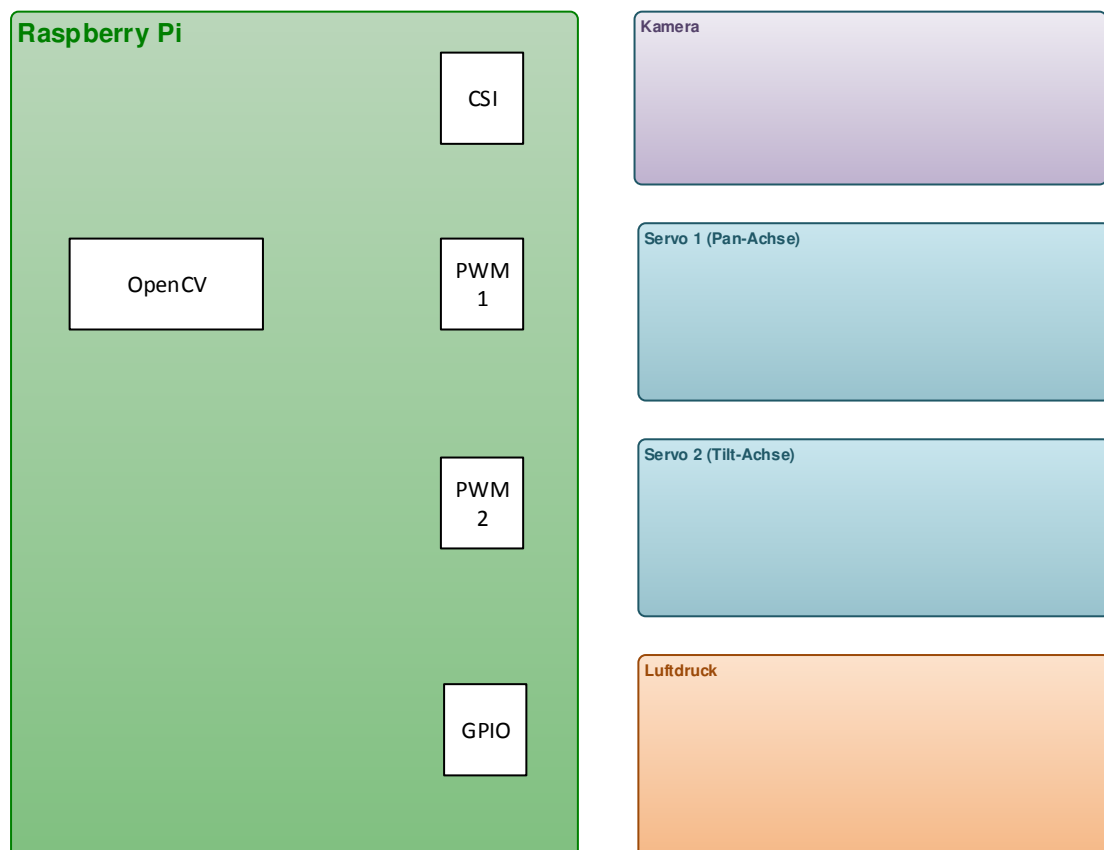 Raspberry Pi
CSI
OpenCV
PWM
1
PWM
2
GPIO
Kamera
Servo 1 (Pan-Achse)
Servo 2 (Tilt-Achse)
Luftdruck